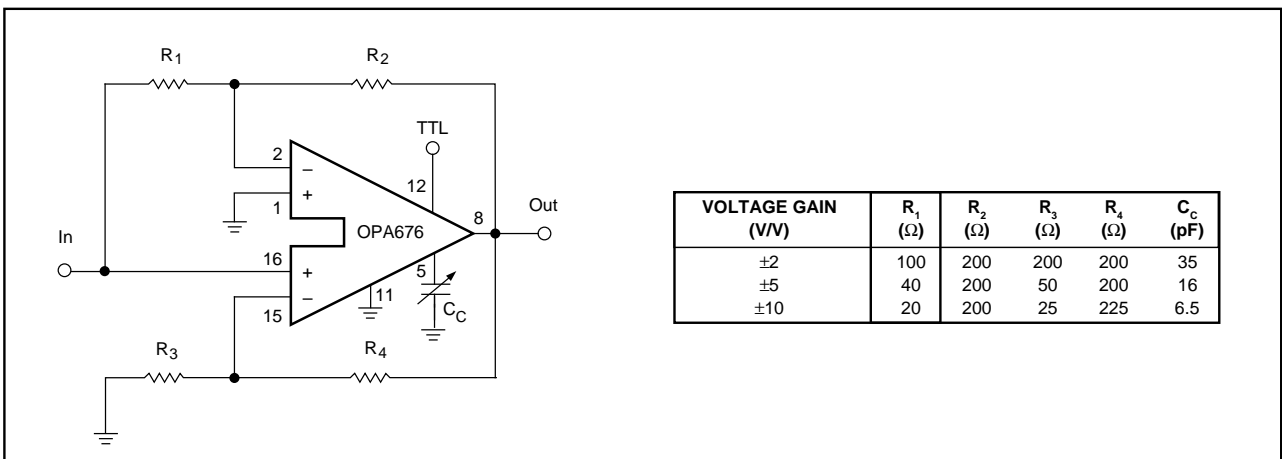 R1
R2
TTL
2
–
12
+
1
8
Out
OPA676
In
16
+
5
–
11
15
CC
R3
R4
VOLTAGE GAIN R1 R2 R3 R4 CC
(V/V) (Ω) (Ω) (Ω) (Ω) (pF)
±2 100 200 200 200 35
±5 40 200 50 200 16
±10 20 200 25 225 6.5